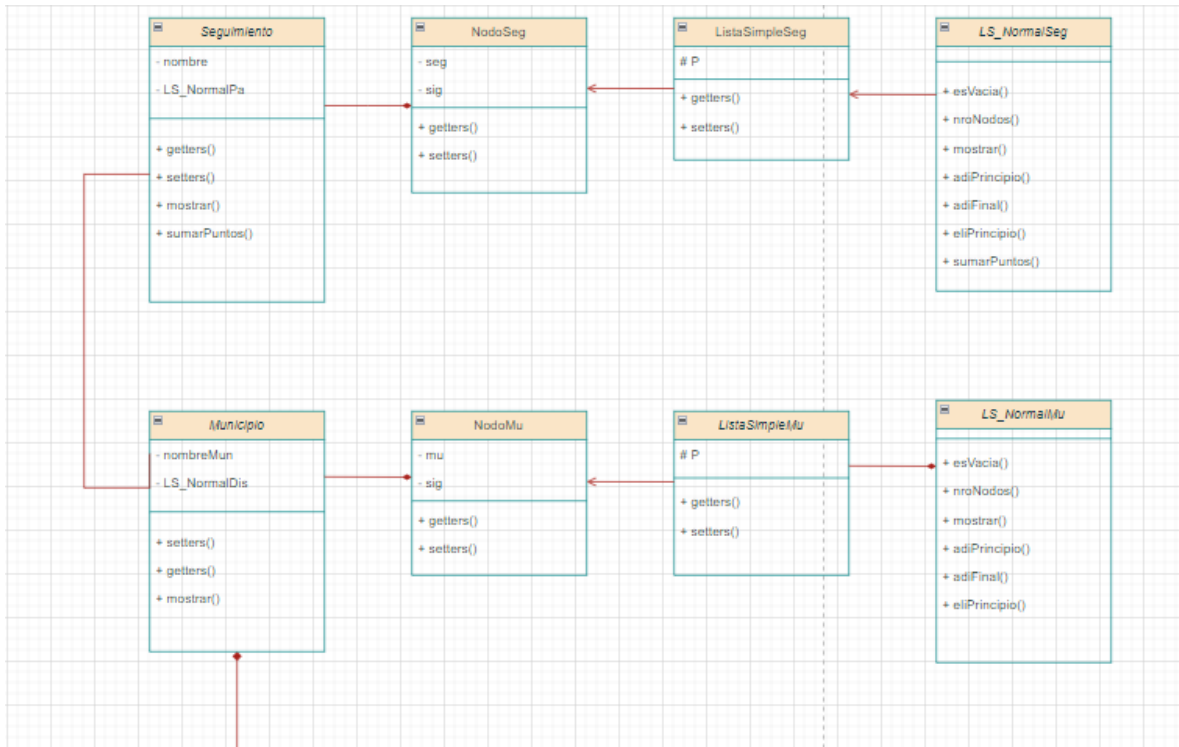 Seguimiento
- nombre
- LS_NormalPa
+ getters()
+ setters()
+ mostrar()
+ sumarPuntos()
NodoSeg
- seg
- sig
+ getters()
+ setters()
ListaSimpleSeg
# P
+ getters()
+ setters()
LS_NormalSeg
+ esVacia()
+ nroNodos()
+ mostrar()
+ adiPrincipio()
+ adiFinal()
+ eliPrincipio()
+ sumarPuntos()
Municipio
- nombreMun
- LS_NormalDis
+ setters()
+ getters()
+ mostrar()
NodoMu
- mu
- sig
+ getters()
+ setters()
ListaSimpleMu
# P
+ getters()
+ setters()
LS_NormalMu
+ esVacia()
+ nroNodos()
+ mostrar()
+ adiPrincipio()
+ adiFinal()
+ eliPrincipio()